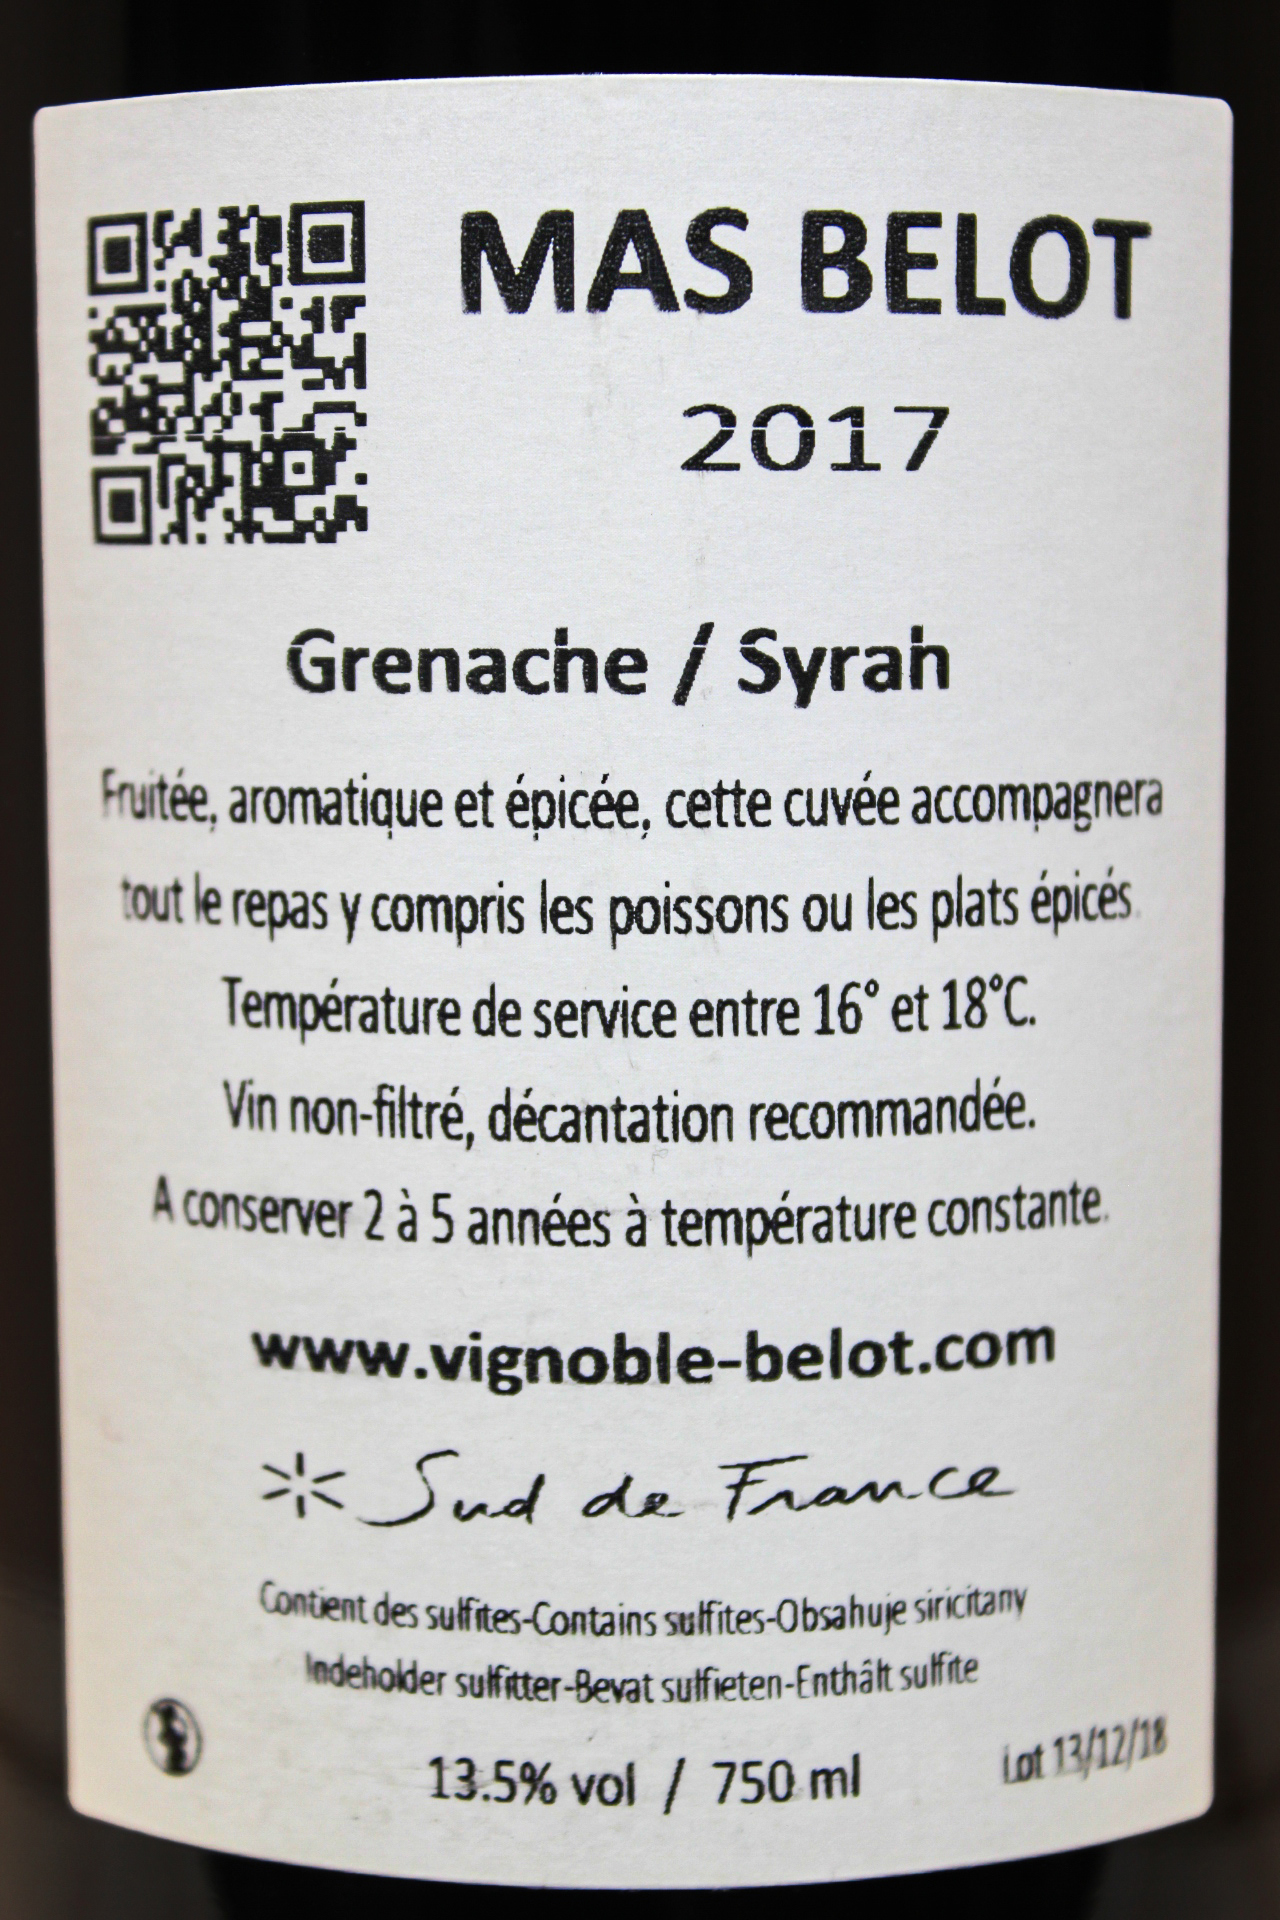 MAS BELOT
2017
Grenache / Syrah
Fruitée, aromatique et épicée, cette cuvée accompagnera
tout le repas y compris les poissons ou les plats épicés.
Température de service entre 16° et 18°C.
Vin non-filtré, décantation recommandée.
A conserver 2 à 5 années à température constante.
www.vignoble-belot.com
Sud de France
Contient des sulfites-Contains sulfites-Obsahuje siricitany
Indeholder sulfitter-Bevat sulfieten-Enthâlt sulfite
13.5% vol / 750 ml
Lot 13/12/18